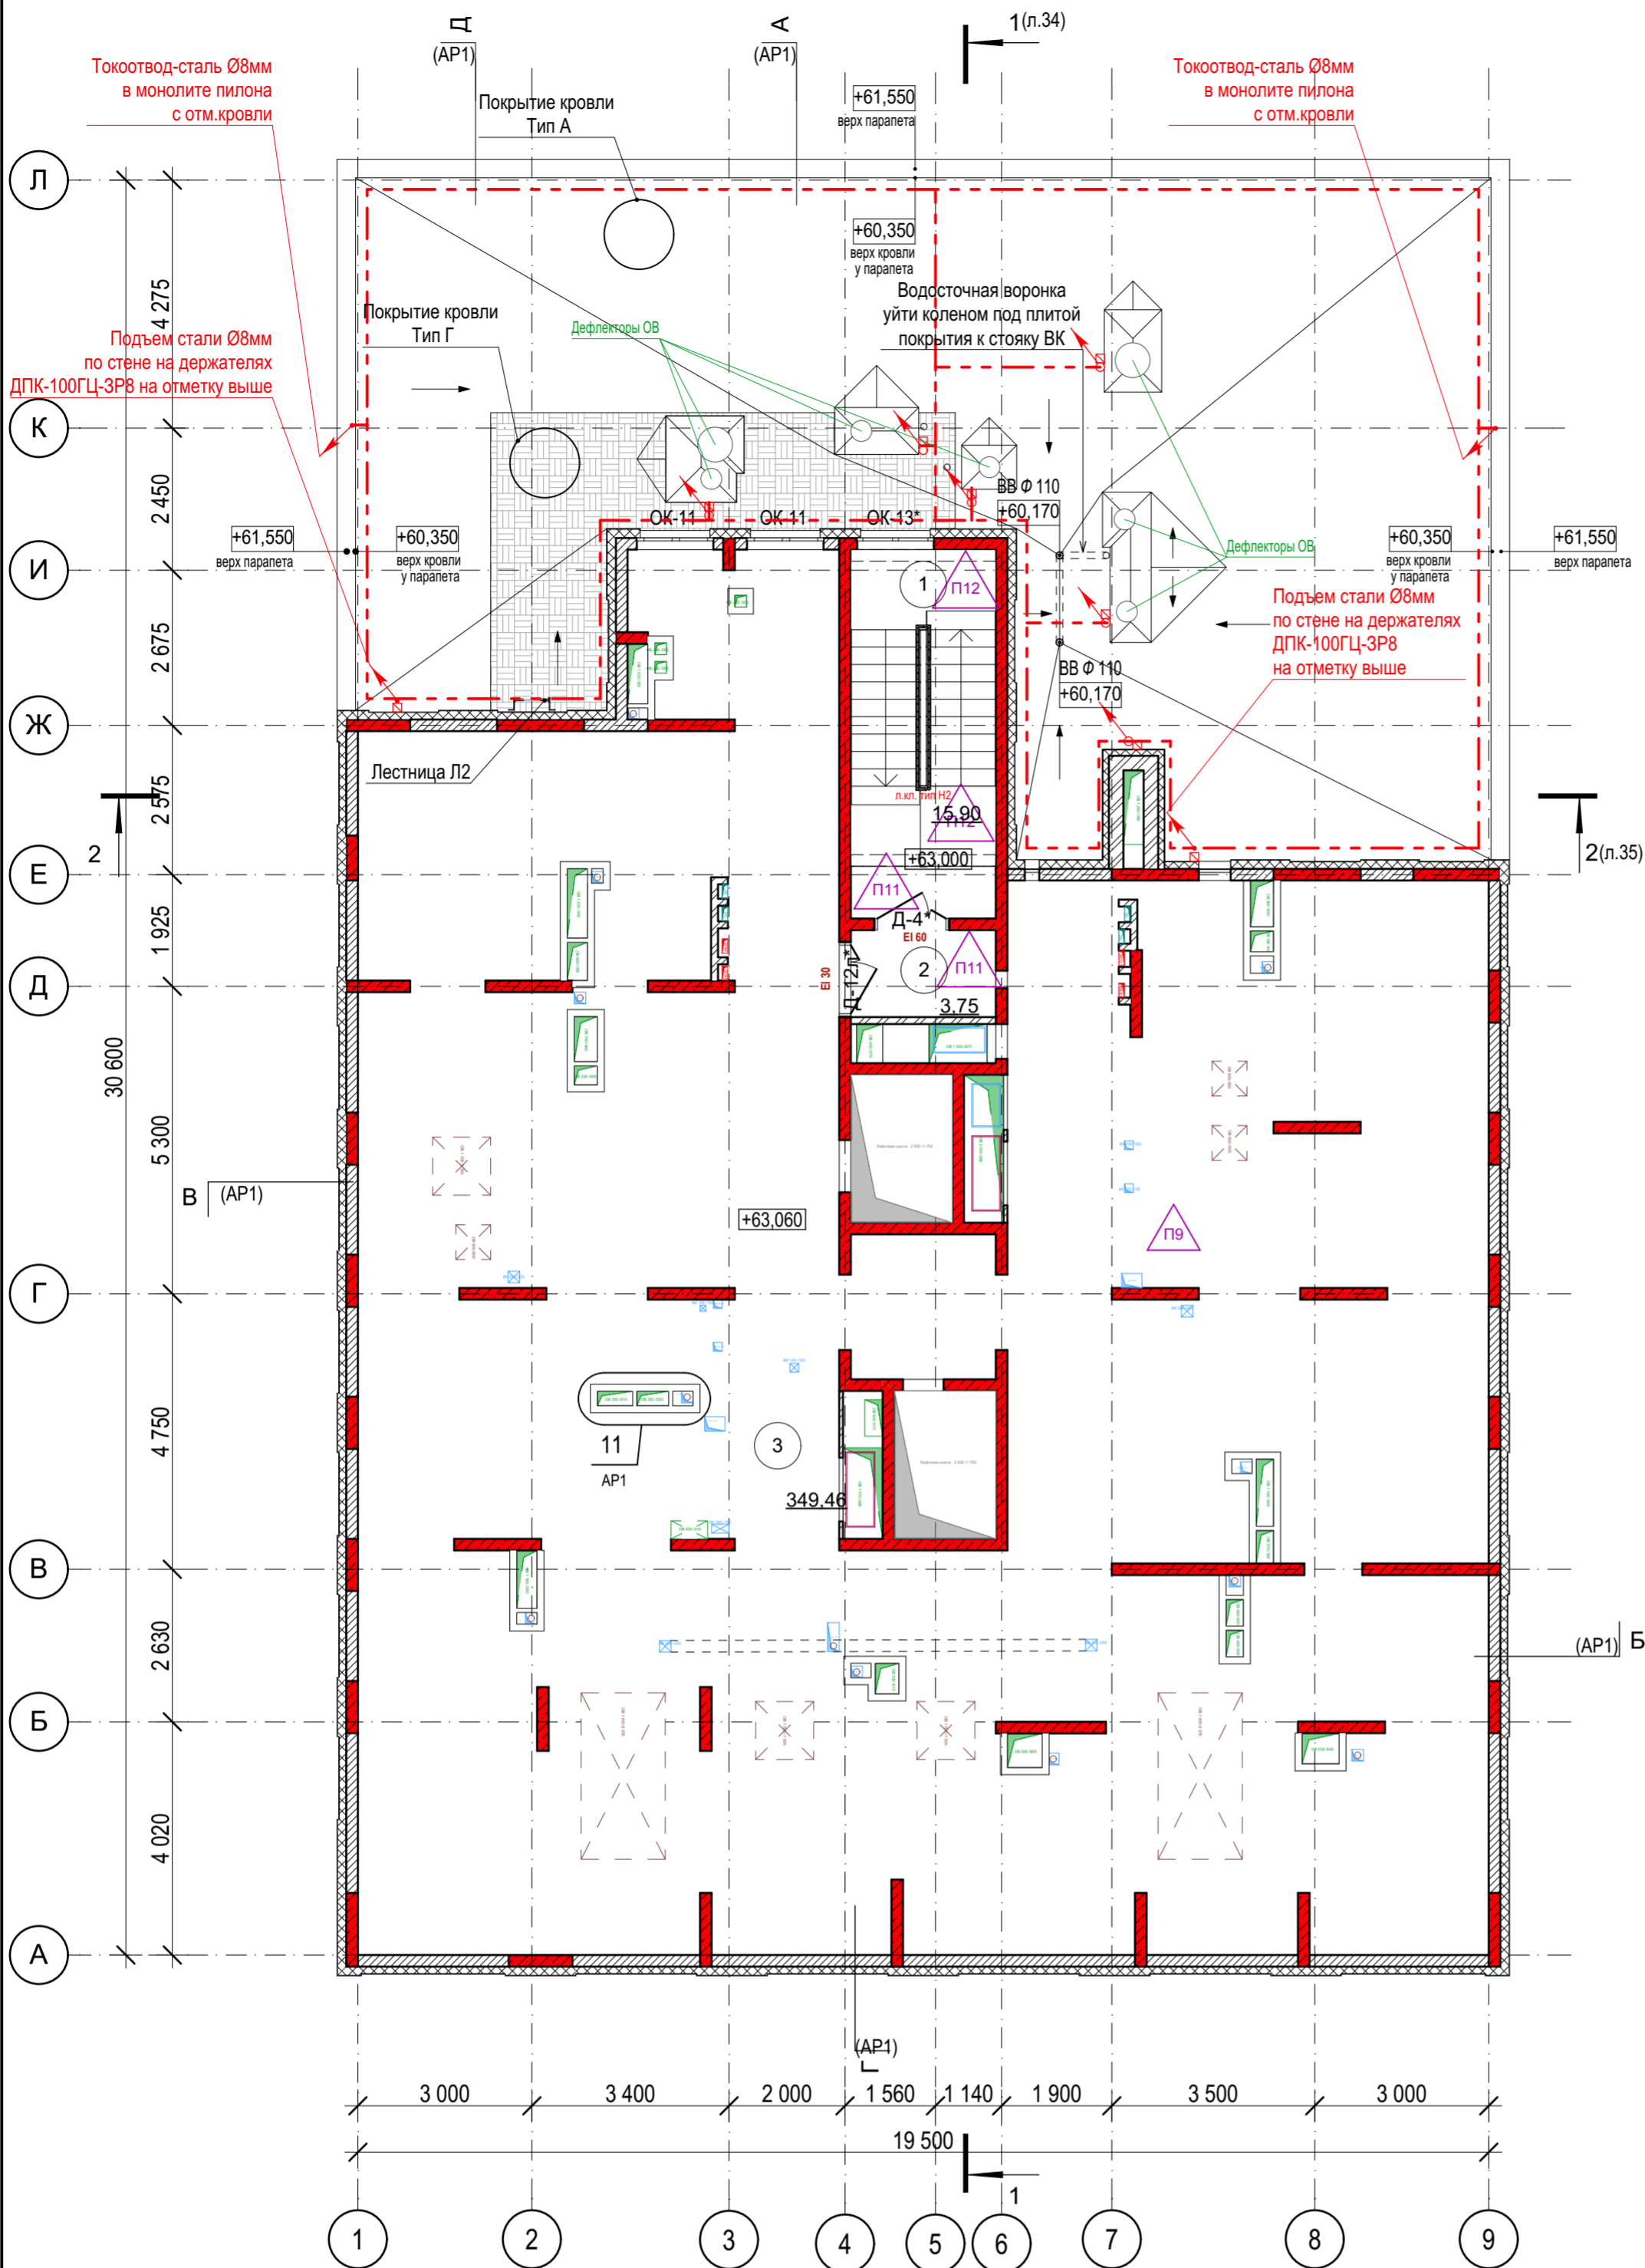 Д
(АР1)
А
(АР1)
1(л.34)
Токоотвод-сталь Ø8мм
в монолите пилона
с отм.кровли
Покрытие кровли
Тип А
+61,550
верх парапета
Токоотвод-сталь Ø8мм
в монолите пилона
с отм.кровли
Л
+60,350
верх кровли
у парапета
4 275
Покрытие кровли
Тип Г
Дефлекторы ОВ
Водосточная воронка
уйти коленом под плитой
покрытия к стояку ВК
Подъем стали Ø8мм
по стене на держателях
ДПК-100ГЦ-ЗР8 на отметку выше
К
2 450
ВВ Ф 110
+60,170
ОК-11
ОК-11
ОК-13*
+61,550
верх парапета
+60,350
верх кровли
у парапета
Дефлекторы ОВ
+60,350
верх кровли
у парапета
+61,550
верх парапета
И
1
П12
Подъем стали Ø8мм
по стене на держателях
ДПК-100ГЦ-ЗР8
на отметку выше
2 675
ВВ Ф 110
+60,170
Ж
Лестница Л2
2 575
л.кл. тип Н2
15,90
П12
2
2(л.35)
+63,000
Е
П11
Д-4*
EI 60
1 925
2
П11
EI 30
Д-12л*
3,75
Д
30 600
5 300
В
(АР1)
+63,060
П9
Г
4 750
11
АР1
3
349,46
В
2 630
(АР1)
Б
Б
4 020
А
(АР1)
Г
3 000
3 400
2 000
1 560
1 140
1 900
3 500
3 000
19 500
1
1
2
3
4
5
6
7
8
9